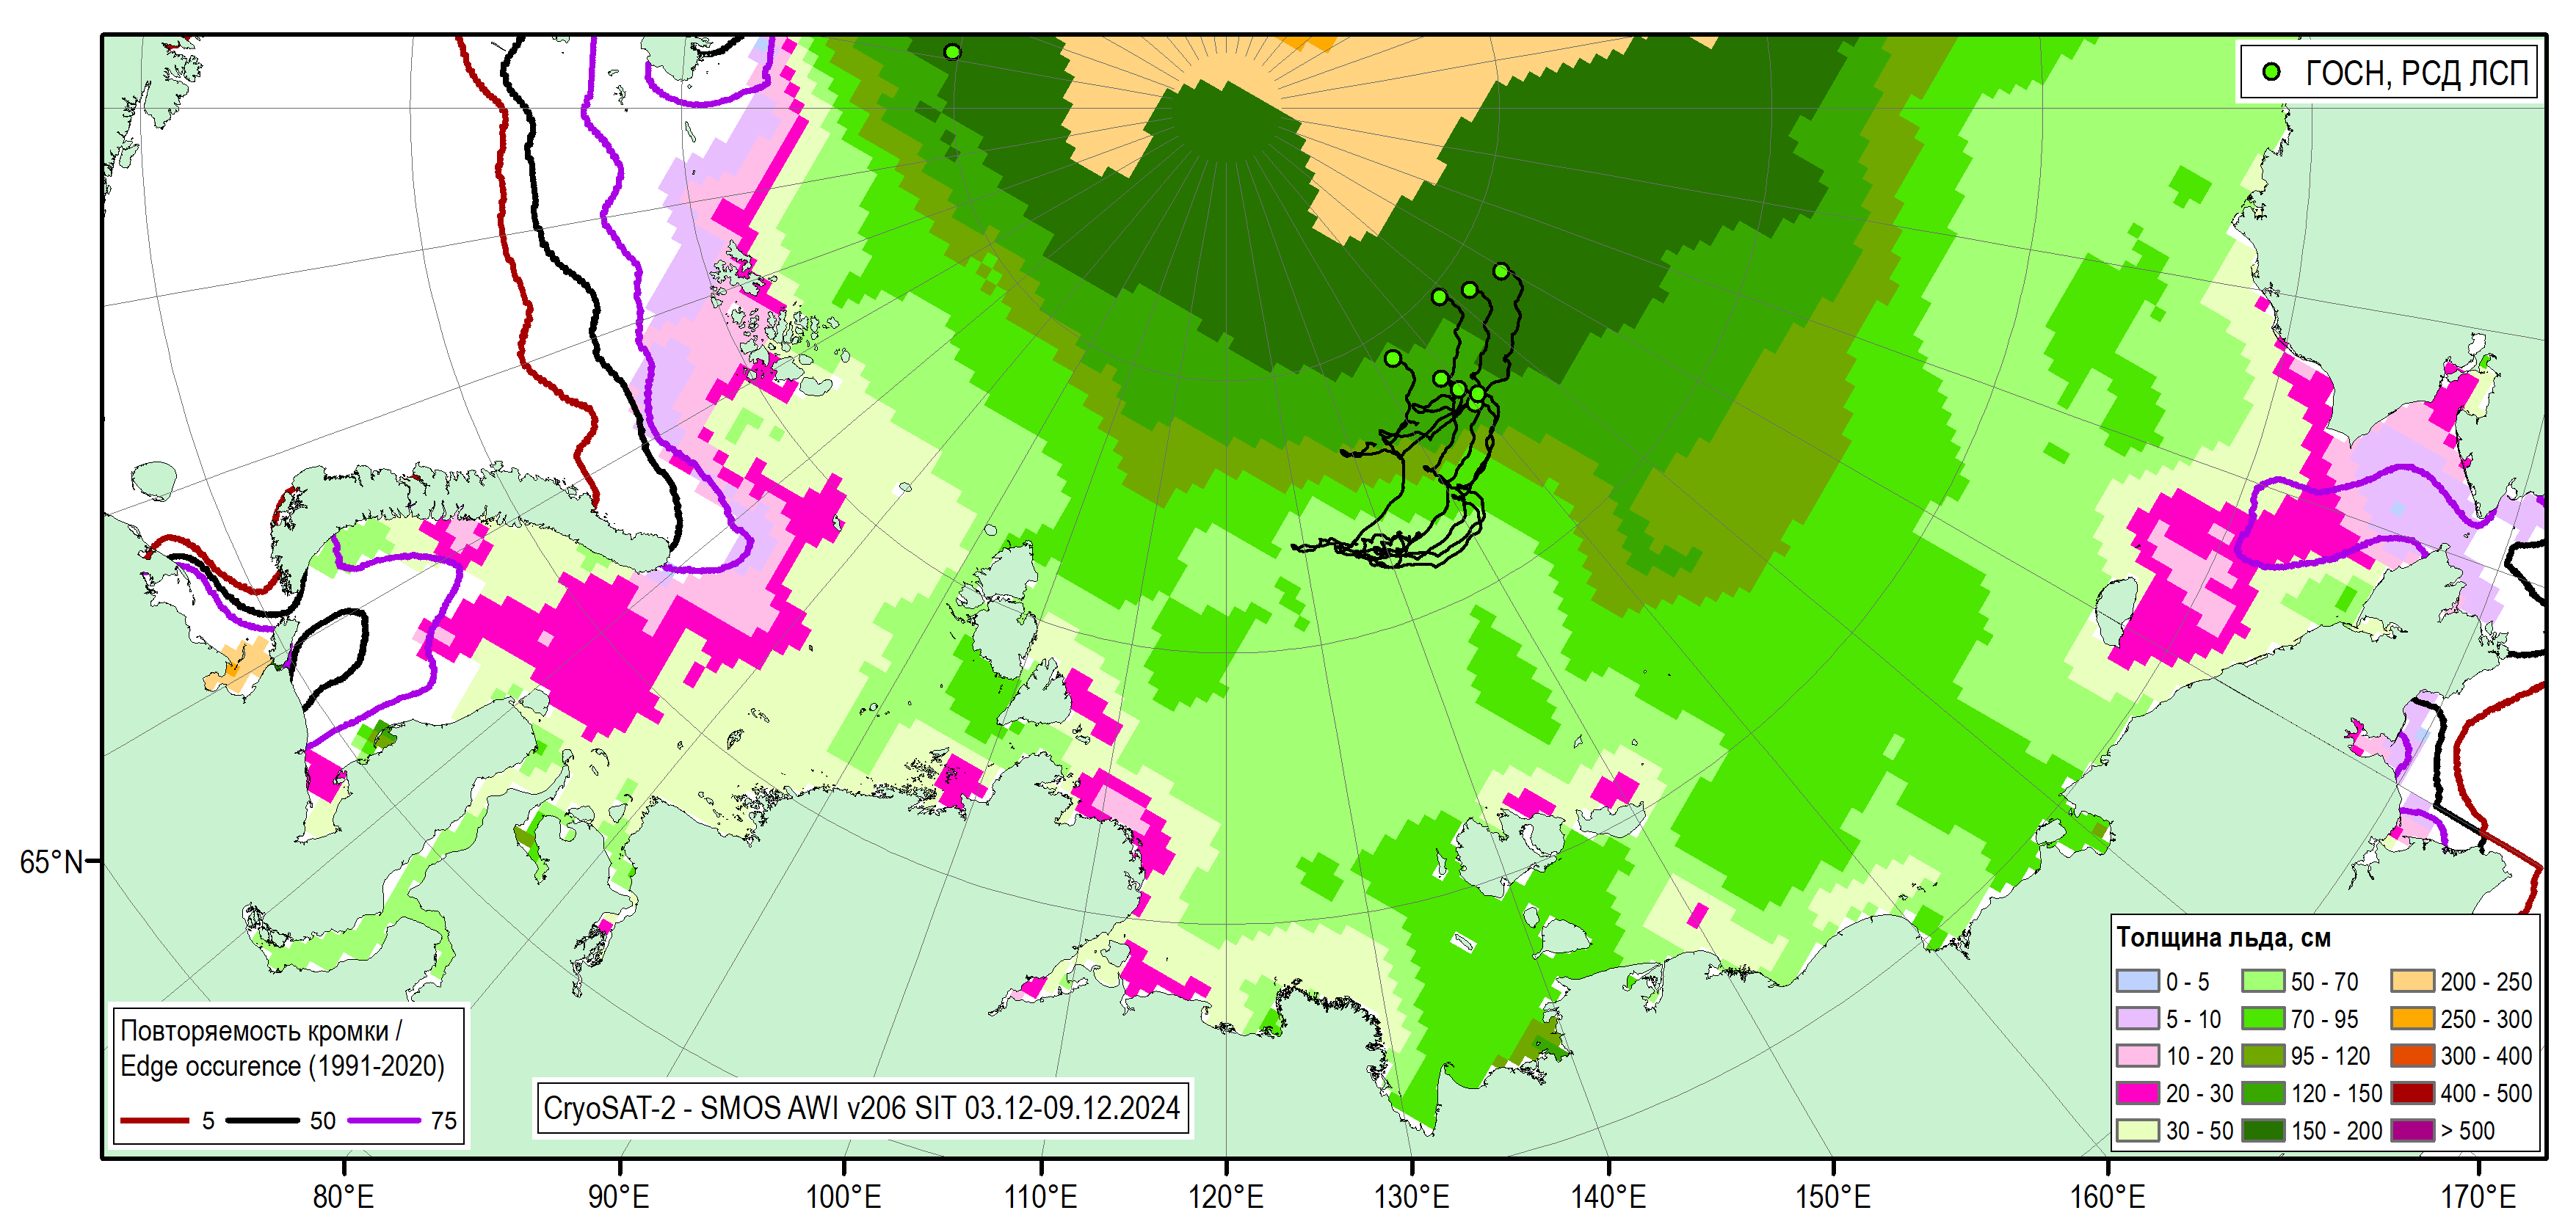 ГОСН, РСД ЛСП
65°N
Толщина льда, см
0 - 5
50 - 70
200 - 250
5 - 10
70 - 95
250 - 300
10 - 20
95 - 120
300 - 400
20 - 30
120 - 150
400 - 500
30 - 50
150 - 200
> 500
Повторяемость кромки /
Edge occurence (1991-2020)
5 50 75
CryoSAT-2 - SMOS AWI v206 SIT 03.12-09.12.2024
80°E 90°E 100°E 110°E 120°E 130°E 140°E 150°E 160°E 170°E